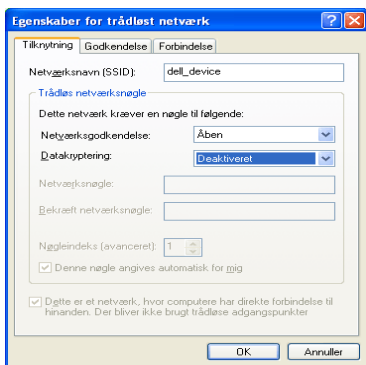 Egenskaber for trådløst netværk
Tilknytning Godkendelse Forbindelse
Netværksnavn (SSID): dell_device
Trådløs netværksnøgle
Dette netværk kræver en nøgle til følgende:
Netværksgodkendelse: Åben
Datakryptering: Deaktiveret
Netværksnøgle:
Bekræft netværksnøgle:
Nøgleindeks (avanceret): 1
Denne nøgle angives automatisk for mig
Dette er et netværk, hvor computere har direkte forbindelse til
hinanden. Der bliver ikke brugt trådløse adgangspunkter
OK Annuller